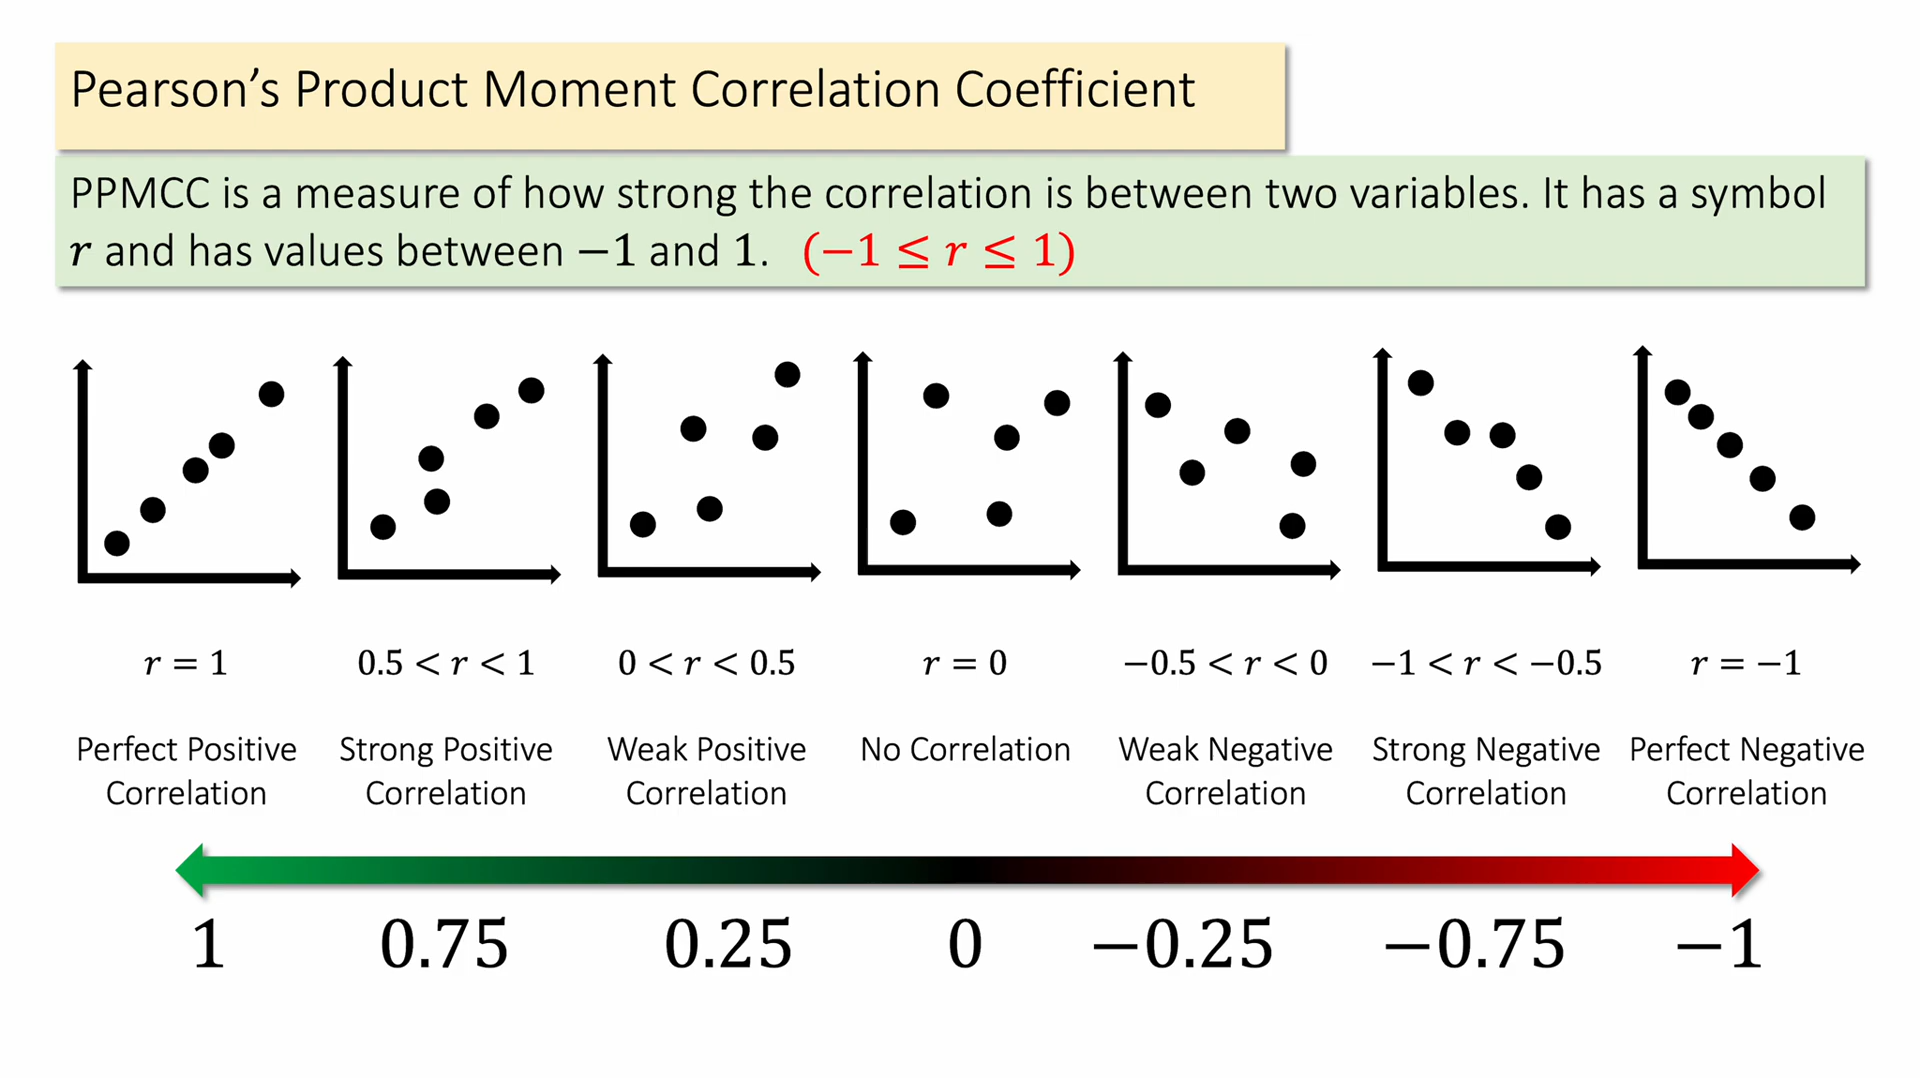 Pearson’s Product Moment Correlation Coefficient
PPMCC is a measure of how strong the correlation is between two variables. It has a symbol
r and has values between −1 and 1. (−1 ≤ r ≤ 1)
r = 1
0.5 < r < 1
0 < r < 0.5
r = 0
−0.5 < r < 0
−1 < r < −0.5
r = −1
Perfect Positive
Correlation
Strong Positive
Correlation
Weak Positive
Correlation
No Correlation
Weak Negative
Correlation
Strong Negative
Correlation
Perfect Negative
Correlation
1
0.75
0.25
0
−0.25
−0.75
−1